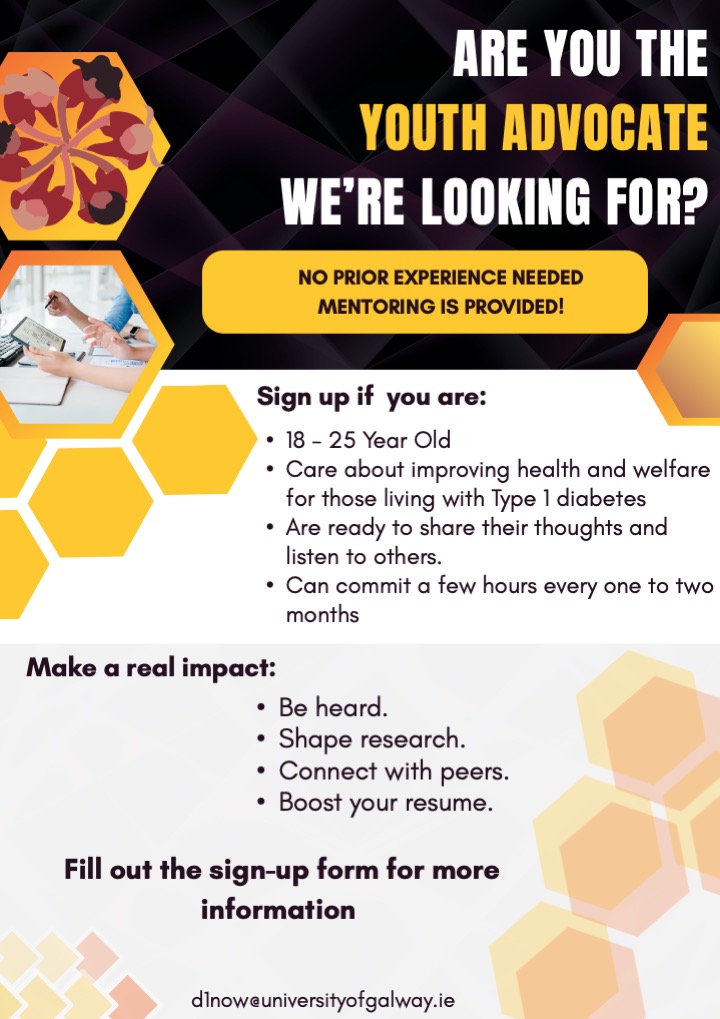 ARE YOU THE
YOUTH ADVOCATE
WE'RE LOOKING FOR?
NO PRIOR EXPERIENCE NEEDED
MENTORING IS PROVIDED!
Sign up if you are:
• 18 - 25 Year Old
• Care about improving health and welfare
for those living with Type 1 diabetes
• Are ready to share their thoughts and
listen to others.
• Can commit a few hours every one to two
months
Make a real impact:
• Be heard.
• Shape research.
• Connect with peers.
• Boost your resume.
Fill out the sign-up form for more
information
d1now@universityofgalway.ie